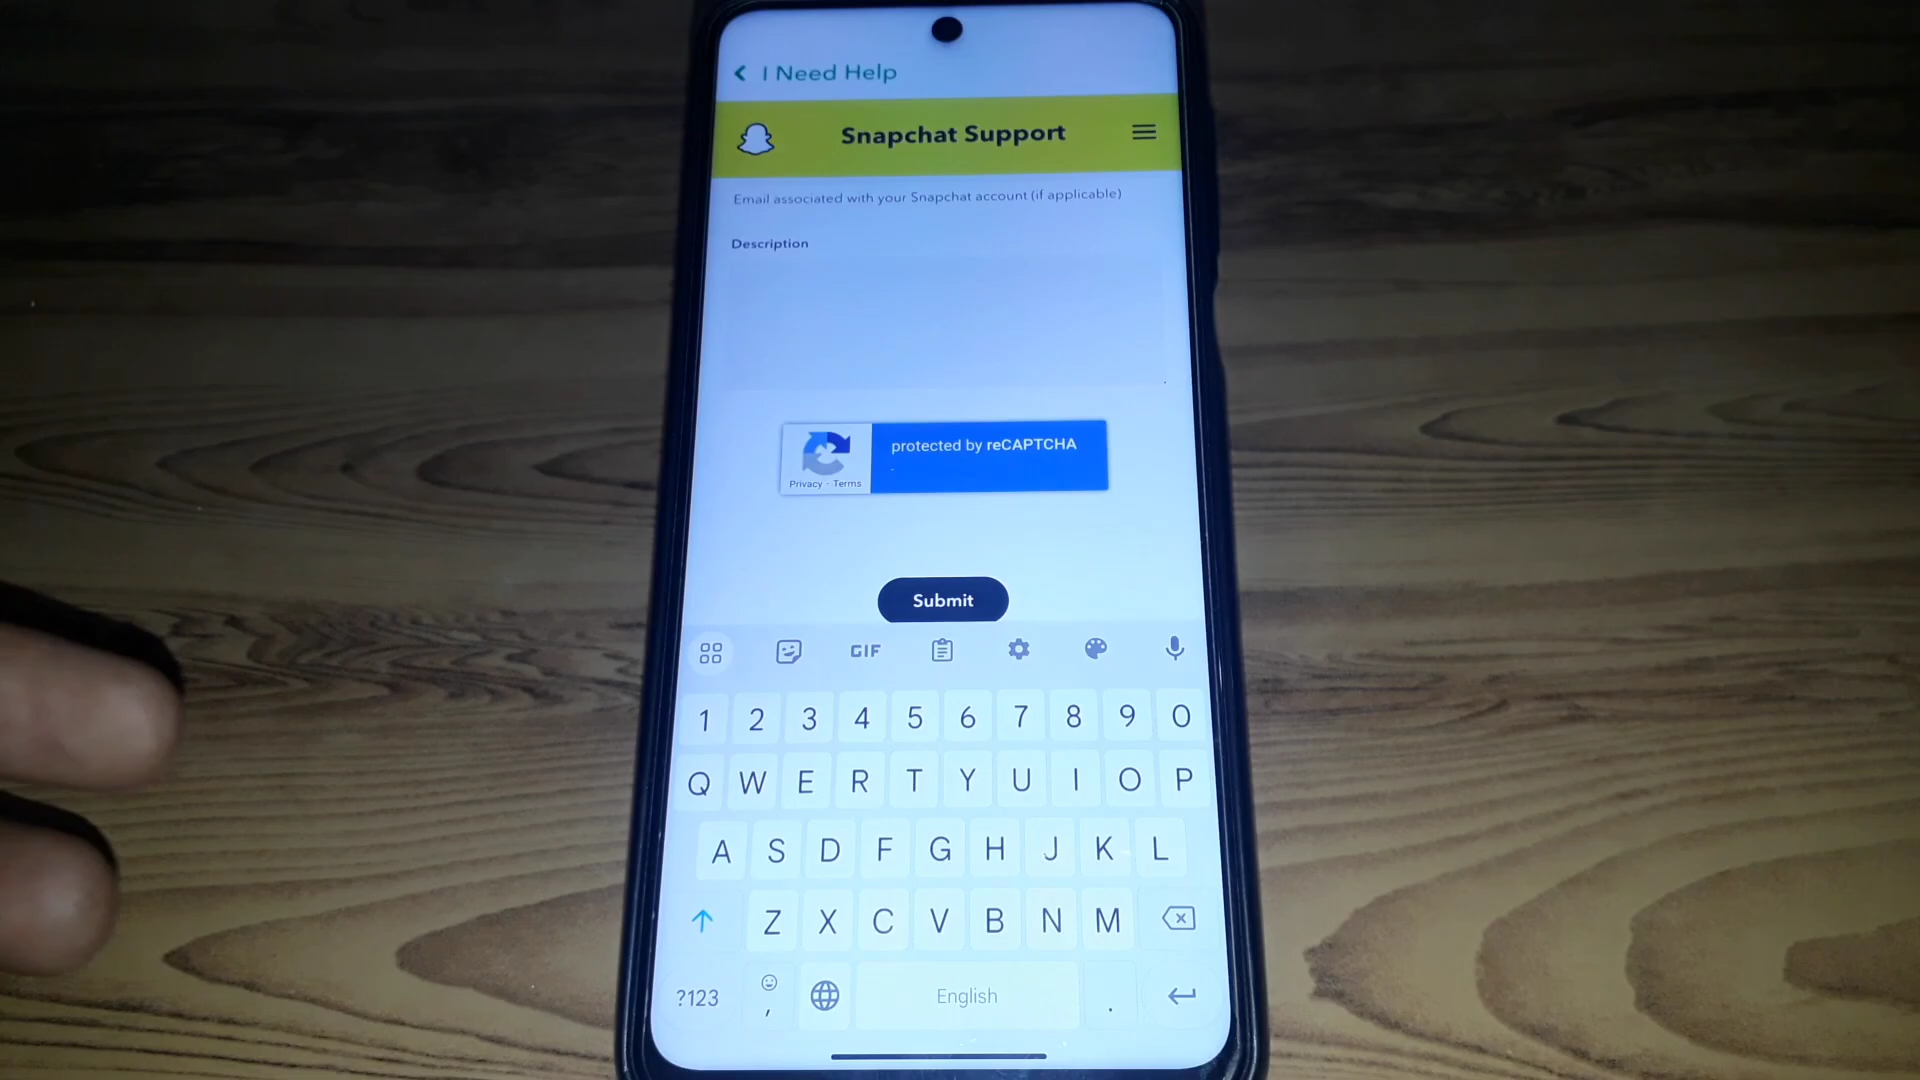 I Need Help
Snapchat Support
Email associated with your Snapchat account (if applicable)
Description
protected by reCAPTCHA
Privacy - Terms
Submit
GIF
1 2 3 4 5 6 7 8 9 0
Q W E R T Y U I O P
A S D F G H J K L
Z X C V B N M
?123 , English .